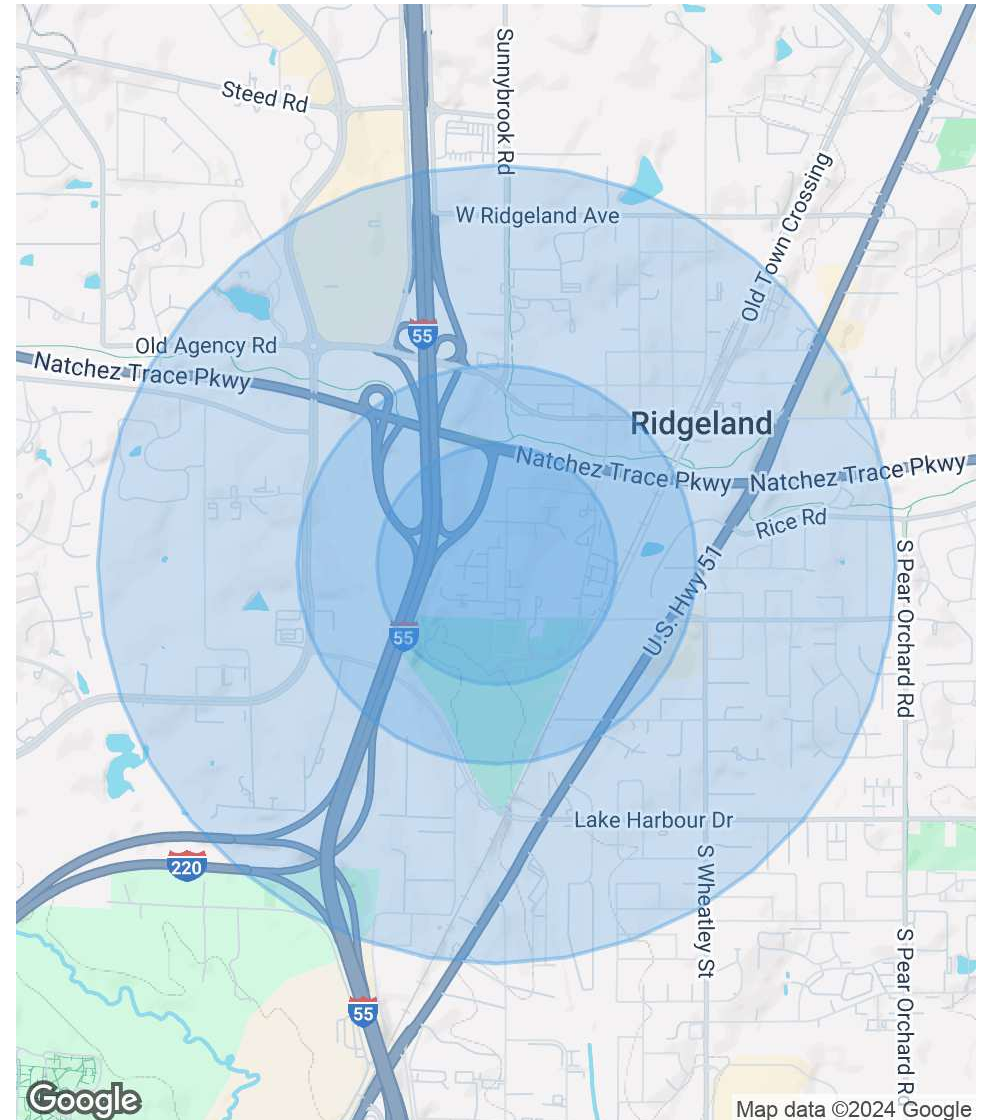 Steed Rd
Sunnybrook Rd
W Ridgeland Ave
Old Town Crossing
55
Old Agency Rd
Natchez Trace Pkwy
Ridgeland
Natchez Trace Pkwy
Natchez Trace Pkwy
Rice Rd
U.S. Hwy 51
S Pear Orchard Rd
55
Lake Harbour Dr
220
S Wheatley St
S Pear Orchard Rd
55
Google
Map data ©2024 Google